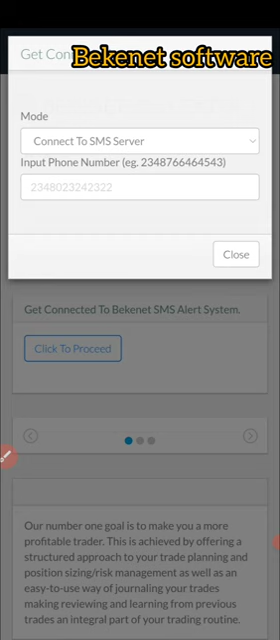 Get Con
Bekenet software
Mode
Connect To SMS Server
Input Phone Number (eg. 2348766464543)
2348023242322
Close
Get Connected To Bekenet SMS Alert System.
Click To Proceed
Our number one goal is to make you a more
profitable trader. This is achieved by offering a
structured approach to your trade planning and
position sizing/risk management as well as an
easy-to-use way of journaling your trades
making reviewing and learning from previous
trades an integral part of your trading routine.